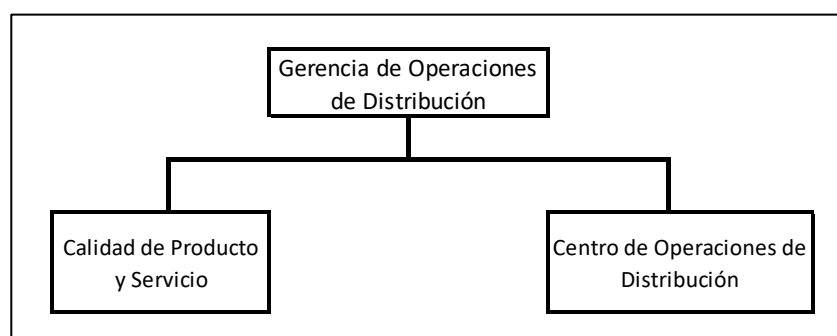 Gerencia de Operaciones
de Distribución
Calidad de Producto
y Servicio
Centro de Operaciones de
Distribución